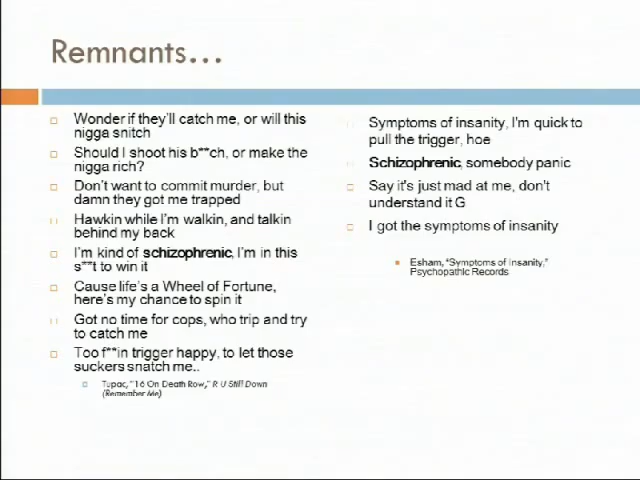 Remnants...
Wonder if they'll catch me, or will this
nigga snitch
Should I shoot his b**ch, or make the
nigga rich?
Don't want to commit murder, but
damn they got me trapped
Hawkin while I'm walkin, and talkin
behind my back
I'm kind of schizophrenic, I'm in this
s**t to win it
Cause life's a Wheel of Fortune,
here's my chance to spin it
Got no time for cops, who trip and try
to catch me
Too f**in trigger happy, to let those
suckers snatch me..
Tupac, "16 On Death Row," R U Still Down
(Remember Me)
Symptoms of insanity, I'm quick to
pull the trigger, hoe
Schizophrenic, somebody panic
Say it's just mad at me, don't
understand it G
I got the symptoms of insanity
Esham, "Symptoms of Insanity,"
Psychopathic Records